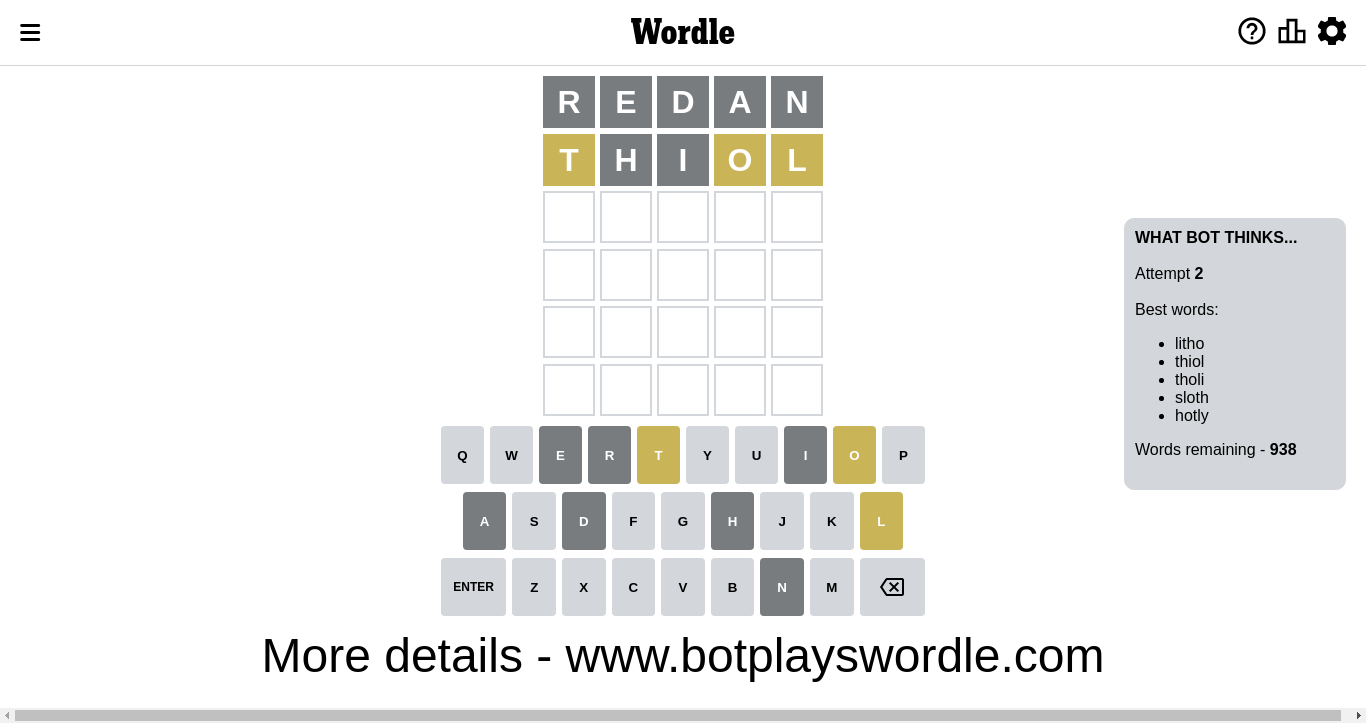 Wordle
R E D A N
T H I O L
WHAT BOT THINKS...
Attempt 2
Best words:
litho
thiol
tholi
sloth
hotly
Words remaining - 938
Q W E R T Y U I O P
A S D F G H J K L
ENTER Z X C V B N M
More details - www.botplayswordle.com